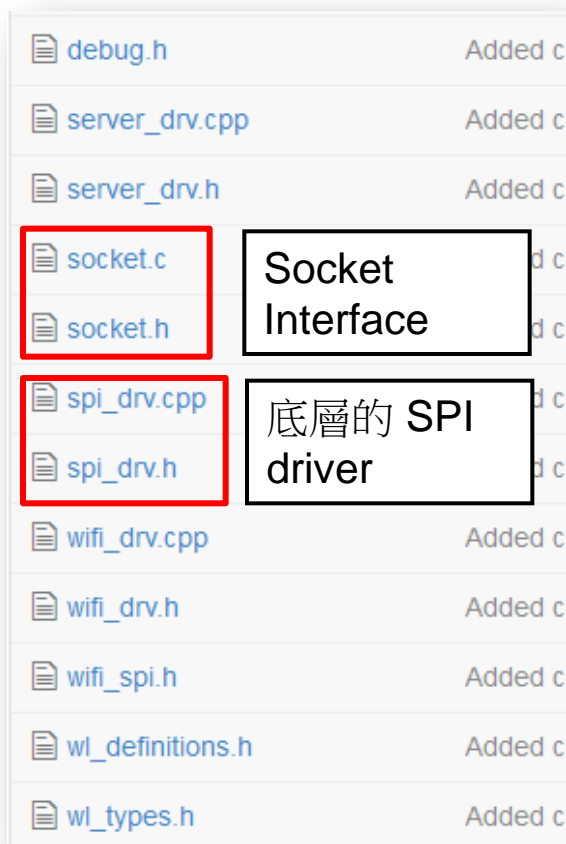 debug.h Added c
server_drv.cpp Added c
server_drv.h Added c
socket.c d c
Socket
Interface
socket.h d c
spi_drv.cpp d c
底層的 SPI
driver
spi_drv.h d c
wifi_drv.cpp Added c
wifi_drv.h Added c
wifi_spi.h Added c
wl_definitions.h Added c
wl_types.h Added c